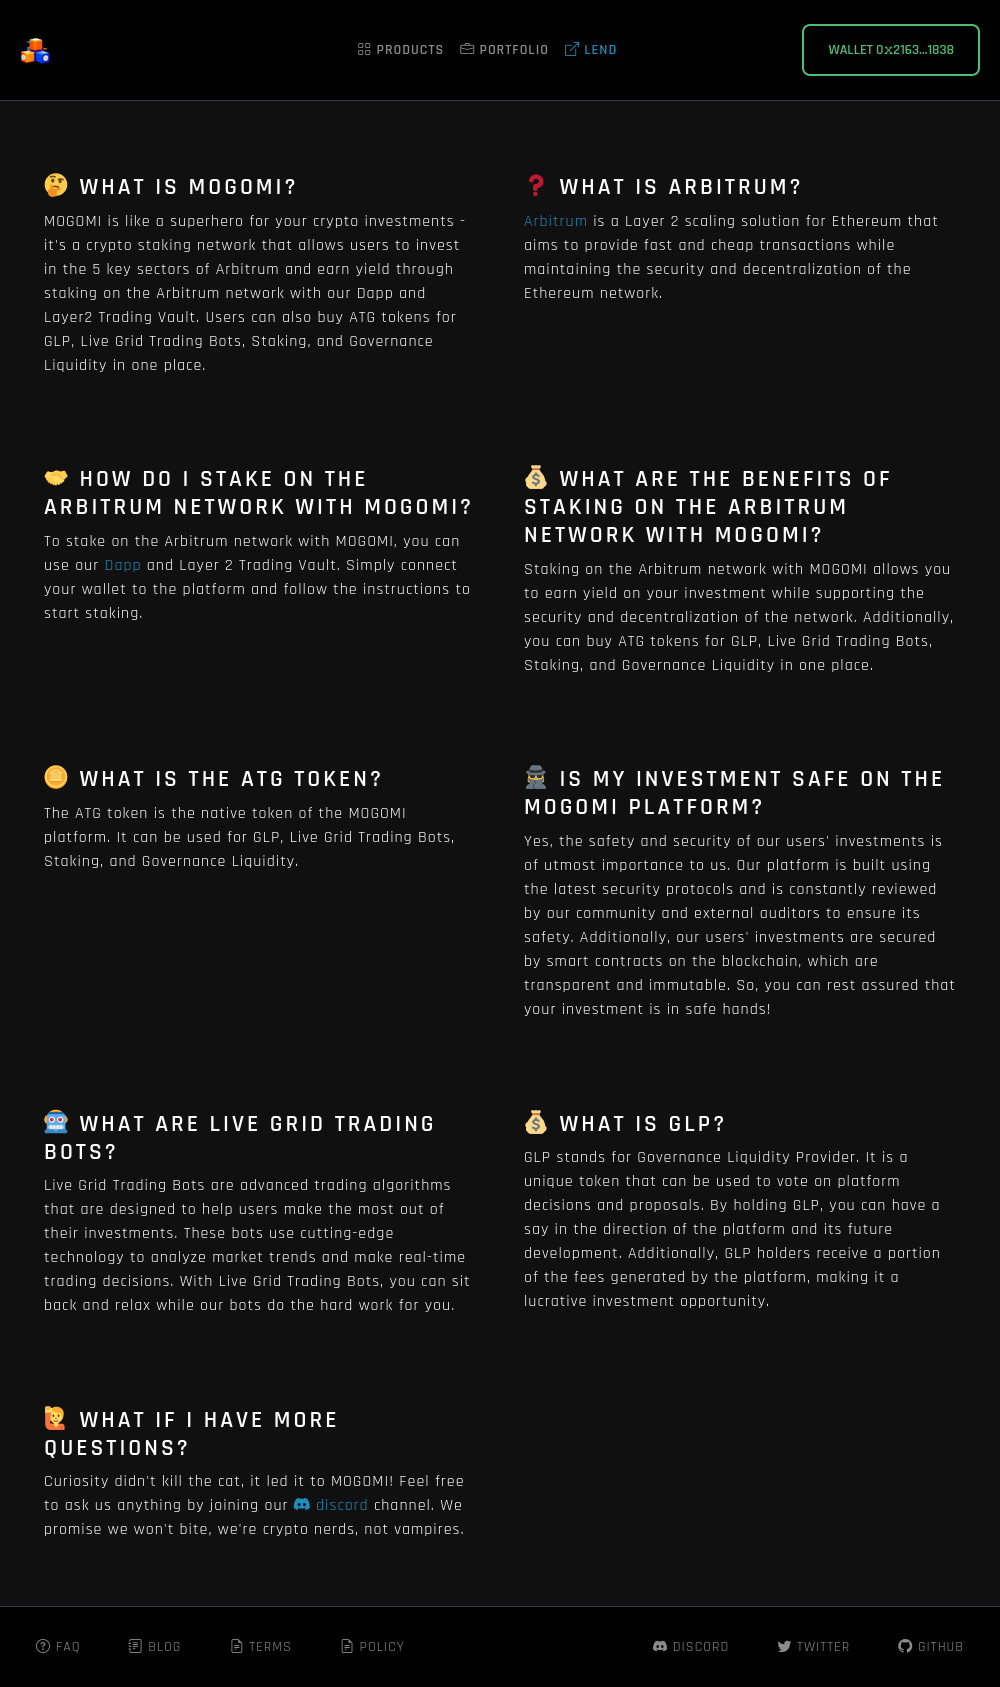 PRODUCTS PORTFOLIO LEND
WALLET 0x2163...1838
WHAT IS MOGOMI?
MOGOMI is like a superhero for your crypto investments -
it's a crypto staking network that allows users to invest
in the 5 key sectors of Arbitrum and earn yield through
staking on the Arbitrum network with our Dapp and
Layer2 Trading Vault. Users can also buy ATG tokens for
GLP, Live Grid Trading Bots, Staking, and Governance
Liquidity in one place.
WHAT IS ARBITRUM?
Arbitrum is a Layer 2 scaling solution for Ethereum that
aims to provide fast and cheap transactions while
maintaining the security and decentralization of the
Ethereum network.
HOW DO I STAKE ON THE
ARBITRUM NETWORK WITH MOGOMI?
To stake on the Arbitrum network with MOGOMI, you can
use our Dapp and Layer 2 Trading Vault. Simply connect
your wallet to the platform and follow the instructions to
start staking.
WHAT ARE THE BENEFITS OF
STAKING ON THE ARBITRUM
NETWORK WITH MOGOMI?
Staking on the Arbitrum network with MOGOMI allows you
to earn yield on your investment while supporting the
security and decentralization of the network. Additionally,
you can buy ATG tokens for GLP, Live Grid Trading Bots,
Staking, and Governance Liquidity in one place.
WHAT IS THE ATG TOKEN?
The ATG token is the native token of the MOGOMI
platform. It can be used for GLP, Live Grid Trading Bots,
Staking, and Governance Liquidity.
IS MY INVESTMENT SAFE ON THE
MOGOMI PLATFORM?
Yes, the safety and security of our users' investments is
of utmost importance to us. Our platform is built using
the latest security protocols and is constantly reviewed
by our community and external auditors to ensure its
safety. Additionally, our users' investments are secured
by smart contracts on the blockchain, which are
transparent and immutable. So, you can rest assured that
your investment is in safe hands!
WHAT ARE LIVE GRID TRADING
BOTS?
Live Grid Trading Bots are advanced trading algorithms
that are designed to help users make the most out of
their investments. These bots use cutting-edge
technology to analyze market trends and make real-time
trading decisions. With Live Grid Trading Bots, you can sit
back and relax while our bots do the hard work for you.
WHAT IS GLP?
GLP stands for Governance Liquidity Provider. It is a
unique token that can be used to vote on platform
decisions and proposals. By holding GLP, you can have a
say in the direction of the platform and its future
development. Additionally, GLP holders receive a portion
of the fees generated by the platform, making it a
lucrative investment opportunity.
WHAT IF I HAVE MORE
QUESTIONS?
Curiosity didn't kill the cat, it led it to MOGOMI! Feel free
to ask us anything by joining our discord channel. We
promise we won't bite, we're crypto nerds, not vampires.
FAQ BLOG TERMS POLICY DISCORD TWITTER GITHUB